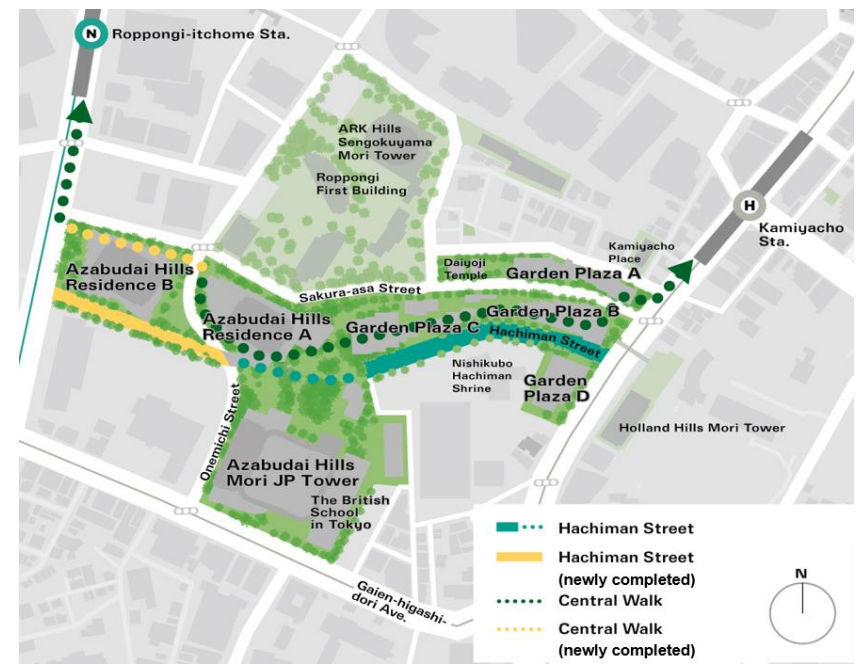 N
Roppongi-itchome Sta.
ARK Hills
Sengokuyama
Mori Tower
Roppongi
First Building
H
Kamiyacho
Sta.
Kamiyacho
Place
Daiyoji
Temple
Garden Plaza A
Azabudai Hills
Residence B
Sakura-asa Street
Garden Plaza B
Azabudai Hills
Residence A
Garden Plaza C
Hachiman Street
Nishikubo
Hachiman
Shrine
Garden
Plaza D
Onemichi Street
Holland Hills Mori Tower
Azabudai Hills
Mori JP Tower
The British
School
in Tokyo
Gaien-higashi-
dori Ave.
Hachiman Street
Hachiman Street
(newly completed)
Central Walk
Central Walk
(newly completed)
N